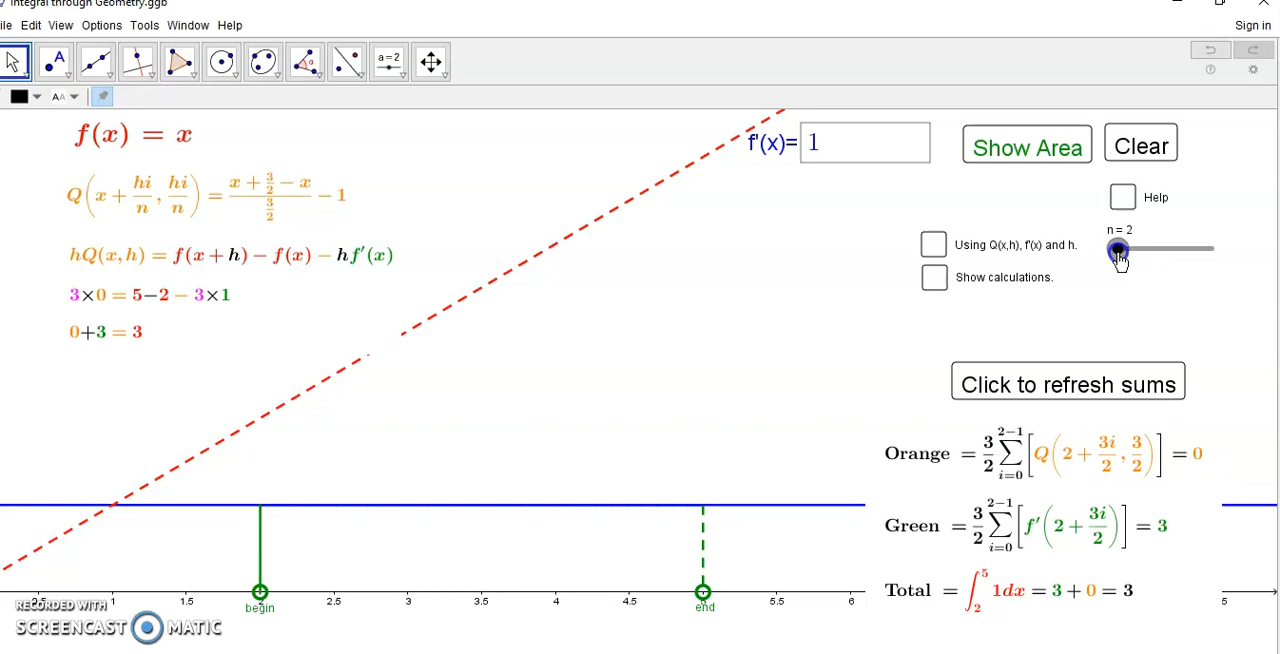 Integral through Geometry.ggb
ile Edit View Options Tools Window Help
Sign in
A
α
a = 2
AA
f(x) = x
f'(x)= 1
Show Area
Clear
Q(x + hi/n, hi/n) = (x + 3/2 − x)/(3/2) − 1
Help
n = 2
Using Q(x,h), f'(x) and h.
hQ(x, h) = f(x + h) − f(x) − hf′(x)
Show calculations.
3×0 = 5−2 − 3×1
0+3 = 3
Click to refresh sums
Orange = 3/2 ∑_{i=0}^{2−1} [Q(2 + 3i/2, 3/2)] = 0
Green = 3/2 ∑_{i=0}^{2−1} [f′(2 + 3i/2)] = 3
Total = ∫_2^5 1dx = 3 + 0 = 3
1 1.5 2.5 3 3.5 4 4.5 5.5 6 5
begin end
RECORDED WITH
SCREENCAST MATIC